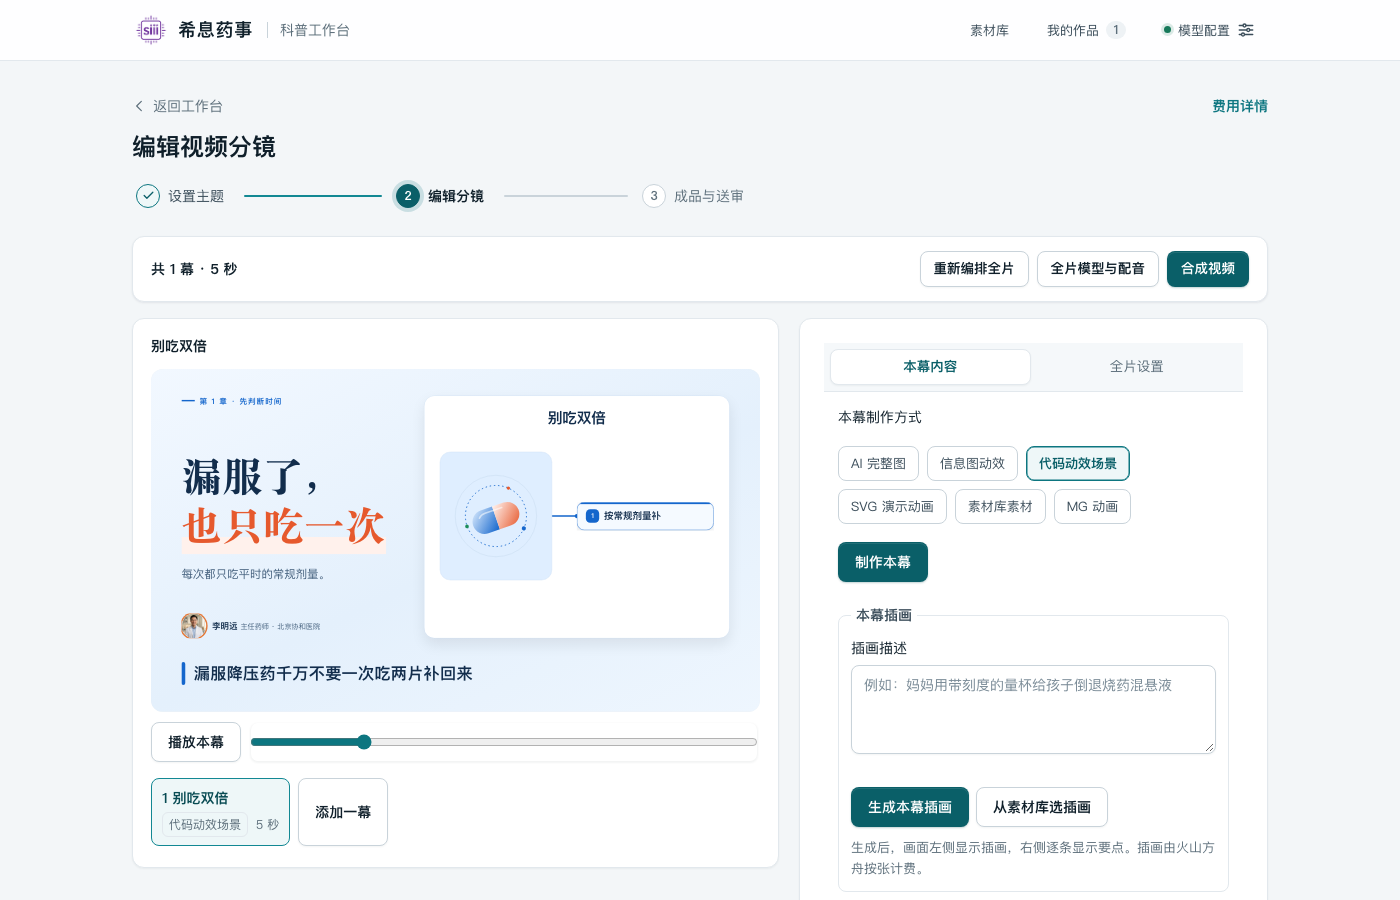 siii 希息药事 科普工作台 素材库 我的作品 1 模型配置
返回工作台 费用详情
编辑视频分镜
设置主题 2 编辑分镜 3 成品与送审
共 1 幕 · 5 秒 重新编排全片 全片模型与配音 合成视频
别吃双倍
第 1 章 · 先判断时间
漏服了，
也只吃一次
每次都只吃平时的常规剂量。
李明远 主任药师 · 北京协和医院
别吃双倍
1 按常规剂量补
漏服降压药千万不要一次吃两片补回来
播放本幕
1 别吃双倍
代码动效场景 5 秒
添加一幕
本幕内容 全片设置
本幕制作方式
AI 完整图 信息图动效 代码动效场景
SVG 演示动画 素材库素材 MG 动画
制作本幕
本幕插画
插画描述
例如：妈妈用带刻度的量杯给孩子倒退烧药混悬液
生成本幕插画 从素材库选插画
生成后，画面左侧显示插画，右侧逐条显示要点。插画由火山方
舟按张计费。